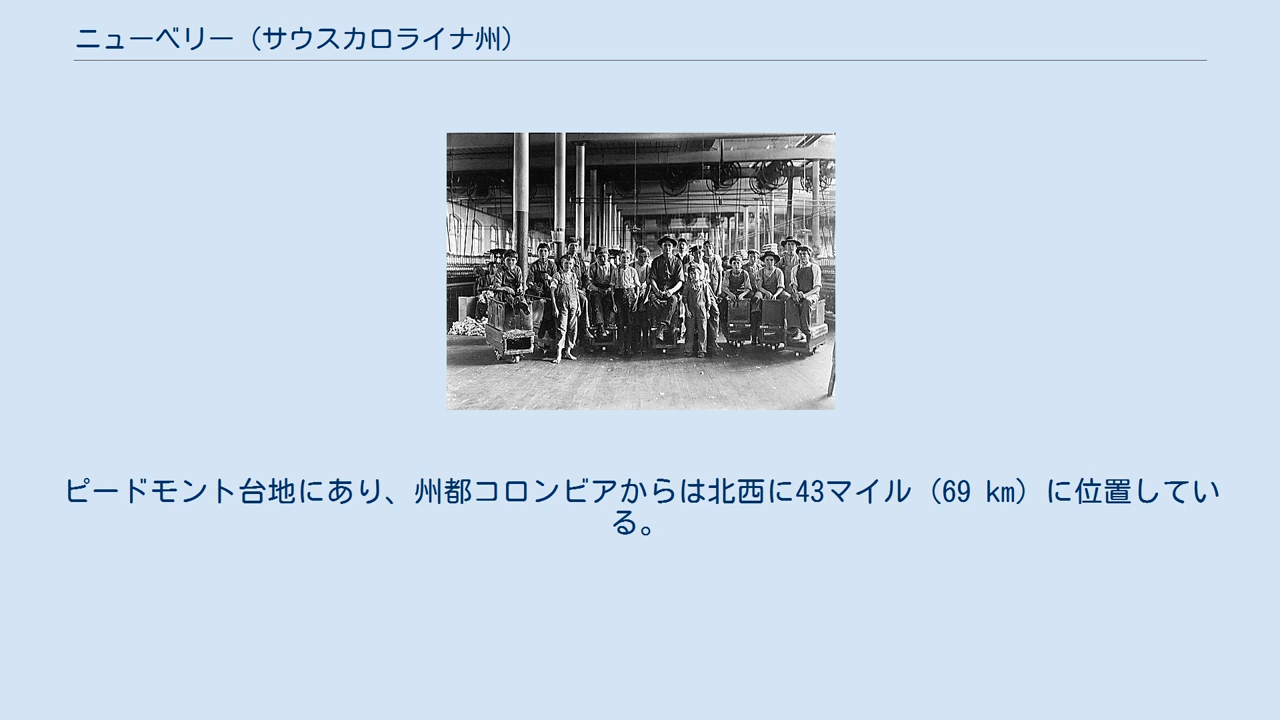 ニューベリー（サウスカロライナ州）
ピードモント台地にあり、州都コロンビアからは北西に43マイル（69 km）に位置してい
る。